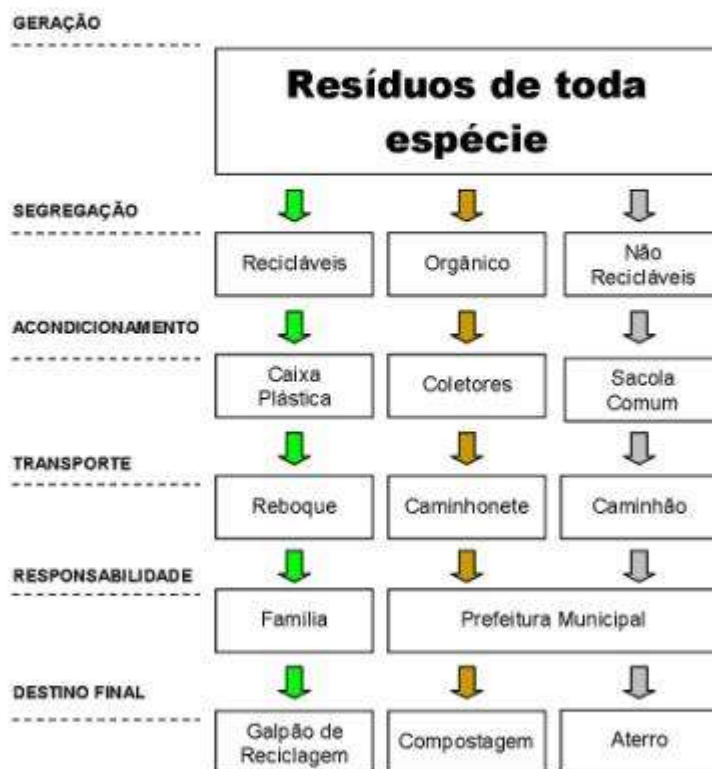 GERAÇÃO
Resíduos de toda
espécie
SEGREGAÇÃO
Recicláveis
Orgânico
Não
Recicláveis
ACONDICIONAMENTO
Caixa
Plástica
Coletores
Sacola
Comum
TRANSPORTE
Reboque
Caminhonete
Caminhão
RESPONSABILIDADE
Família
Prefeitura Municipal
DESTINO FINAL
Galpão de
Reciclagem
Compostagem
Aterro